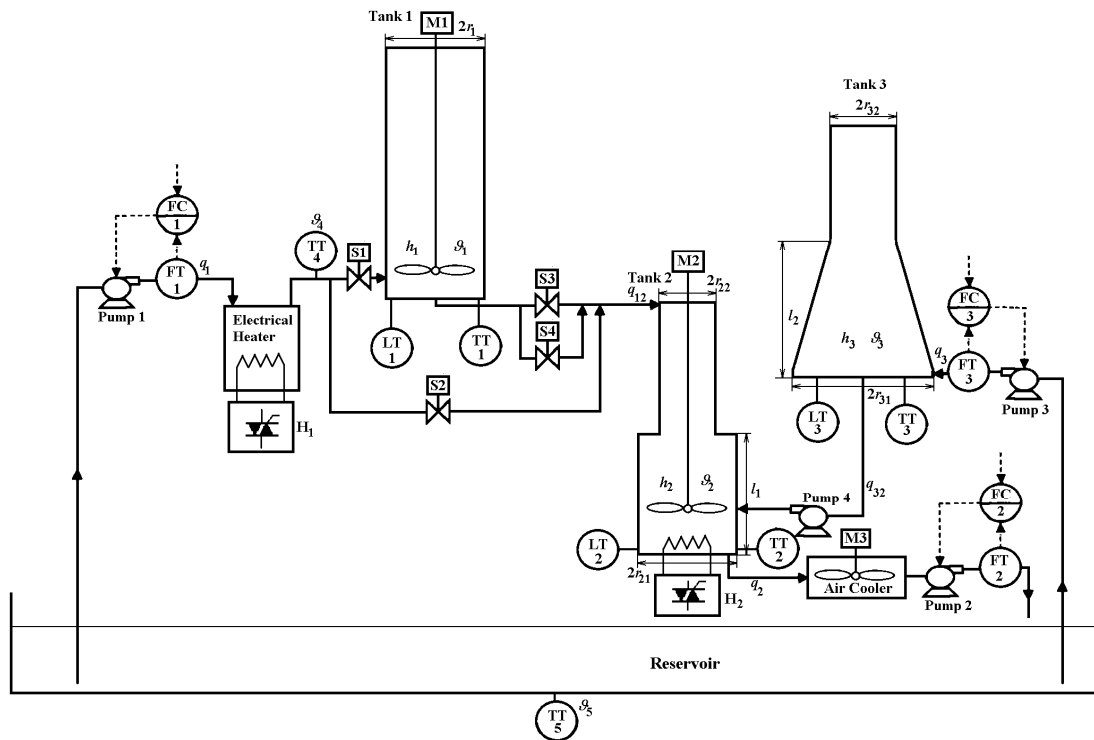 Tank 1
M1
2r₁
Tank 3
2r₃₂
FC
1
ϑ₄
TT
4
S1
h₁
ϑ₁
M2
Tank 2
2r₂₂
FT
1
q₁
S3
q₁₂
FC
3
Pump 1
l₂
Electrical
Heater
LT
1
TT
1
S4
h₃
ϑ₃
q₃
FT
3
2r₃₁
Pump 3
S2
LT
3
TT
3
H₁
h₂
ϑ₂
l₁
Pump 4
q₃₂
FC
2
LT
2
TT
2
M3
2r₂₁
H₂
q₂
Air Cooler
Pump 2
FT
2
Reservoir
TT
5
ϑ₅